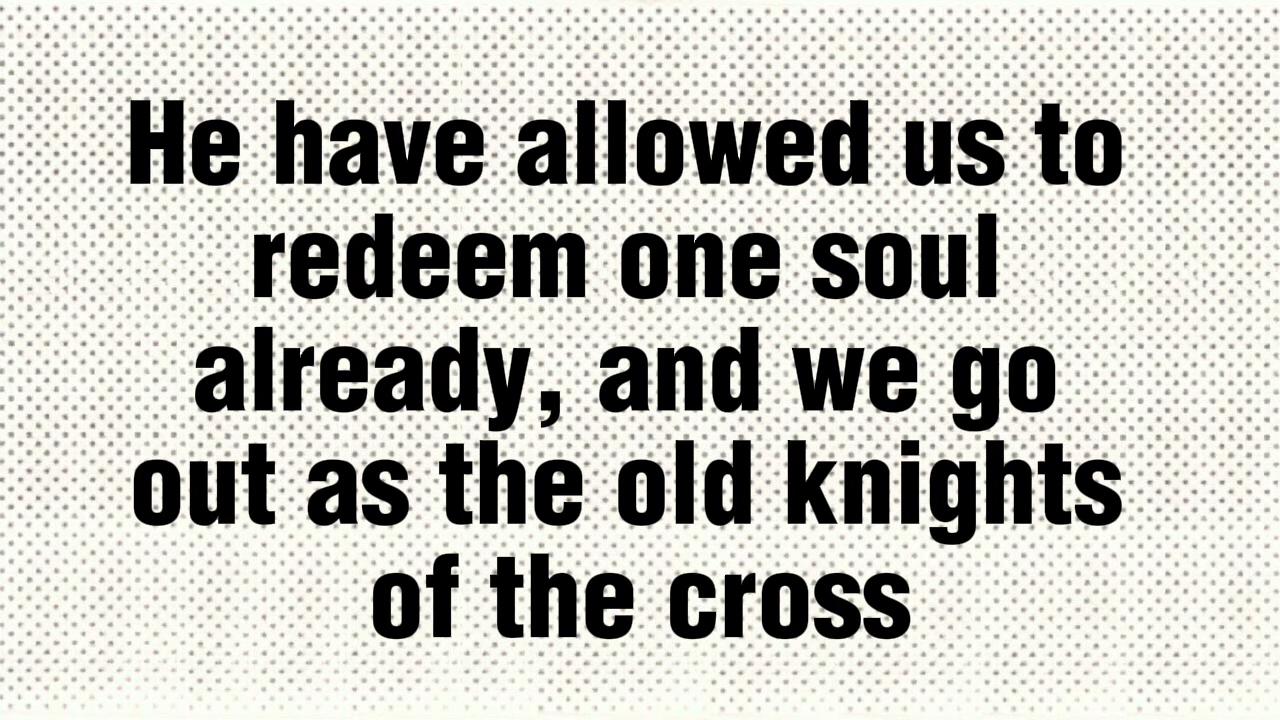 He have allowed us to
redeem one soul
already, and we go
out as the old knights
of the cross